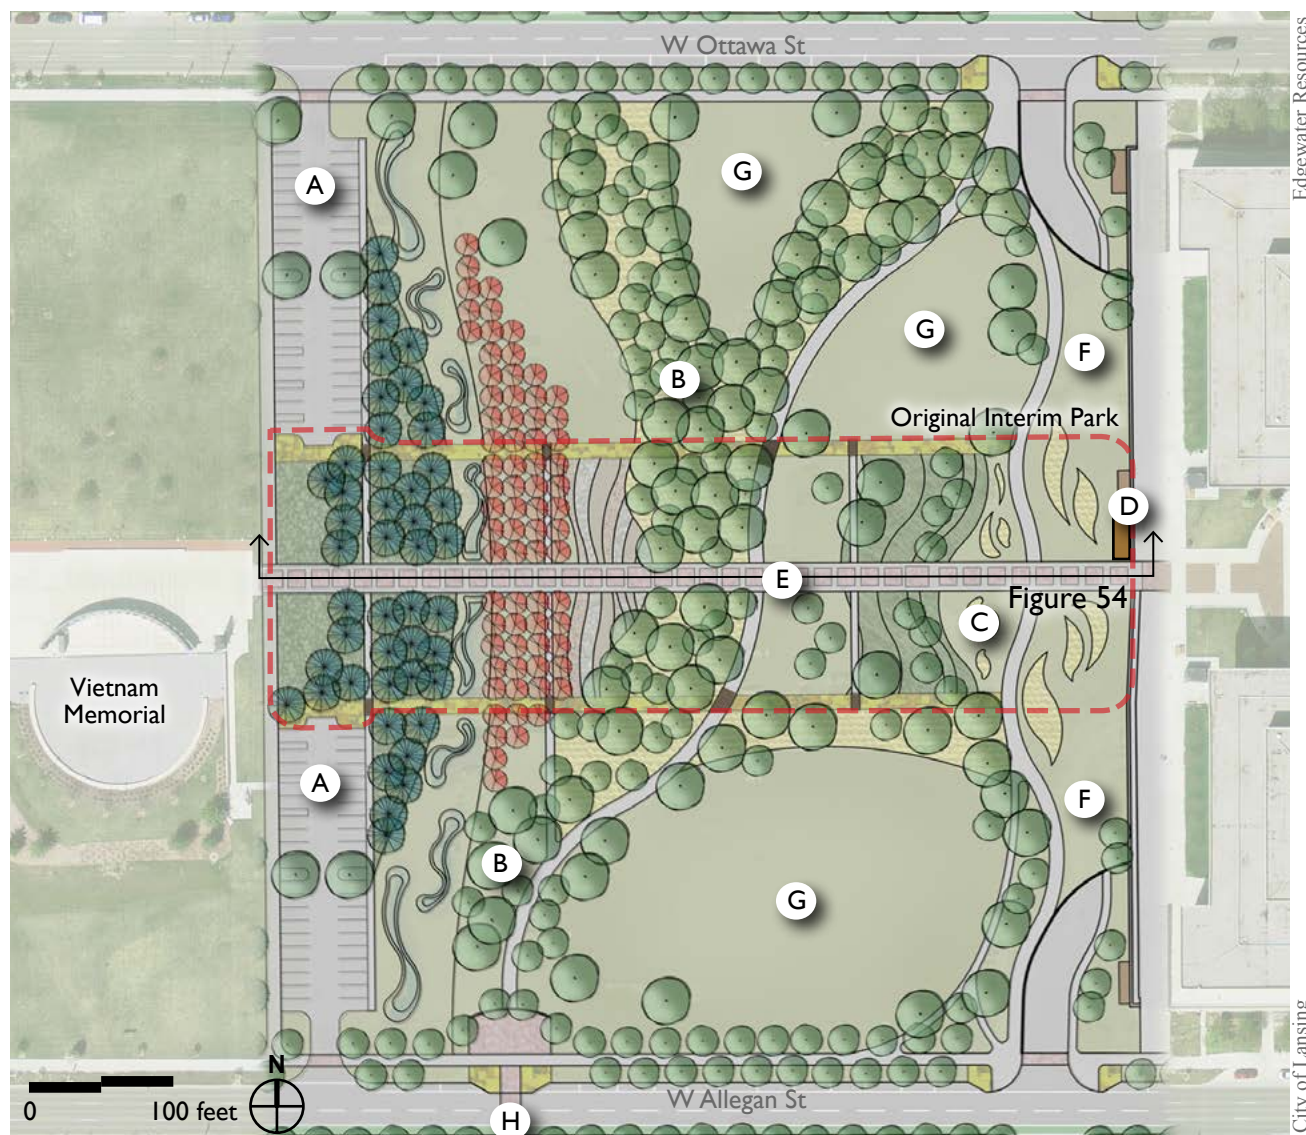 W Ottawa St
Edgewater Resources
A
G
G
F
B
Original Interim Park
D
E
Figure 54
C
Vietnam
Memorial
A
F
B
G
N
0 100 feet
W Allegan St
H
City of Lansing